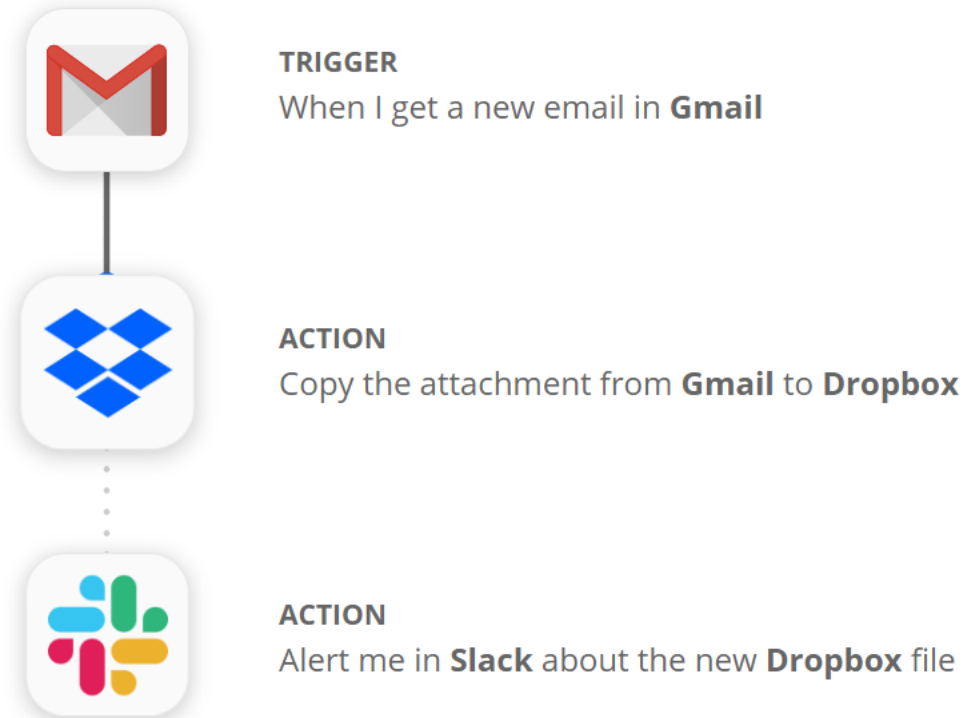 TRIGGER
When I get a new email in Gmail
ACTION
Copy the attachment from Gmail to Dropbox
ACTION
Alert me in Slack about the new Dropbox file